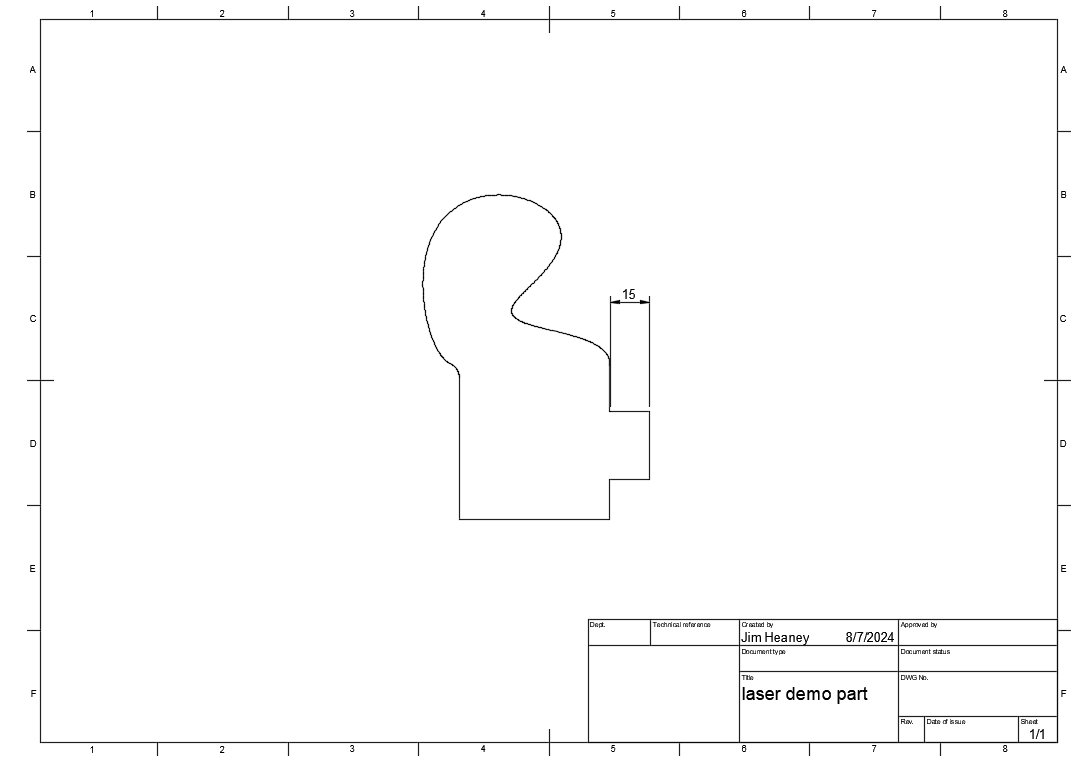 1 2 3 4 5 6 7 8
A A
B B
15
C C
D D
E E
Dept. Technical reference Created by Approved by
Jim Heaney 8/7/2024
Document type Document status
Title DWG No.
laser demo part
F F
Rev. Date of issue Sheet
1/1
1 2 3 4 5 6 7 8